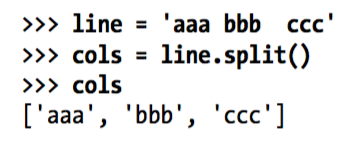 >>> line = 'aaa bbb  ccc'
>>> cols = line.split()
>>> cols
['aaa', 'bbb', 'ccc']